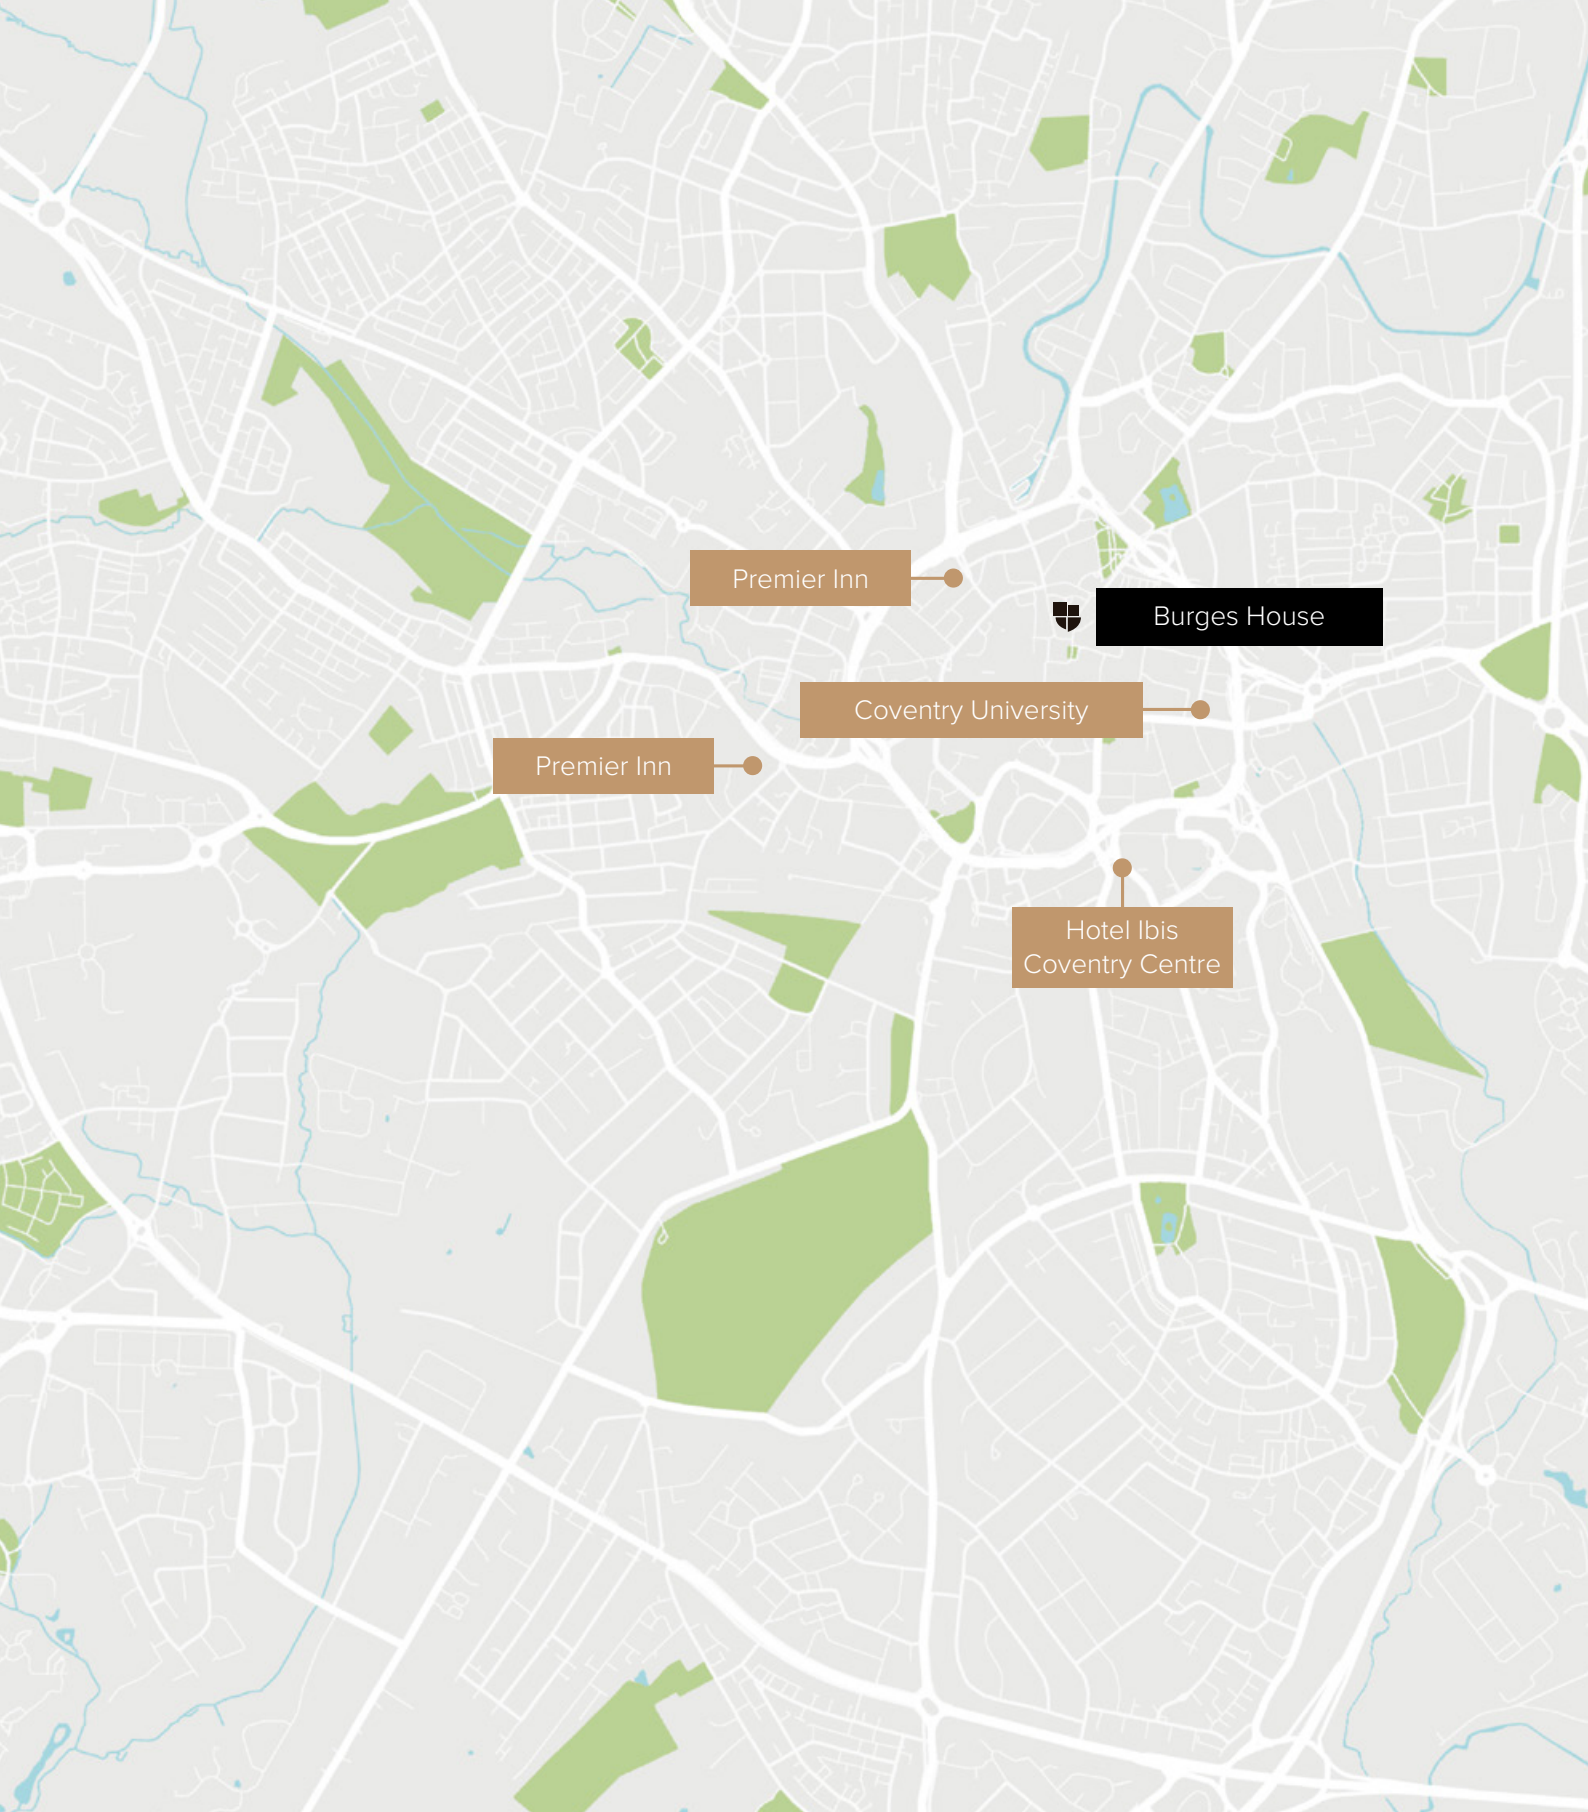 Premier Inn
Burges House
Coventry University
Premier Inn
Hotel Ibis
Coventry Centre